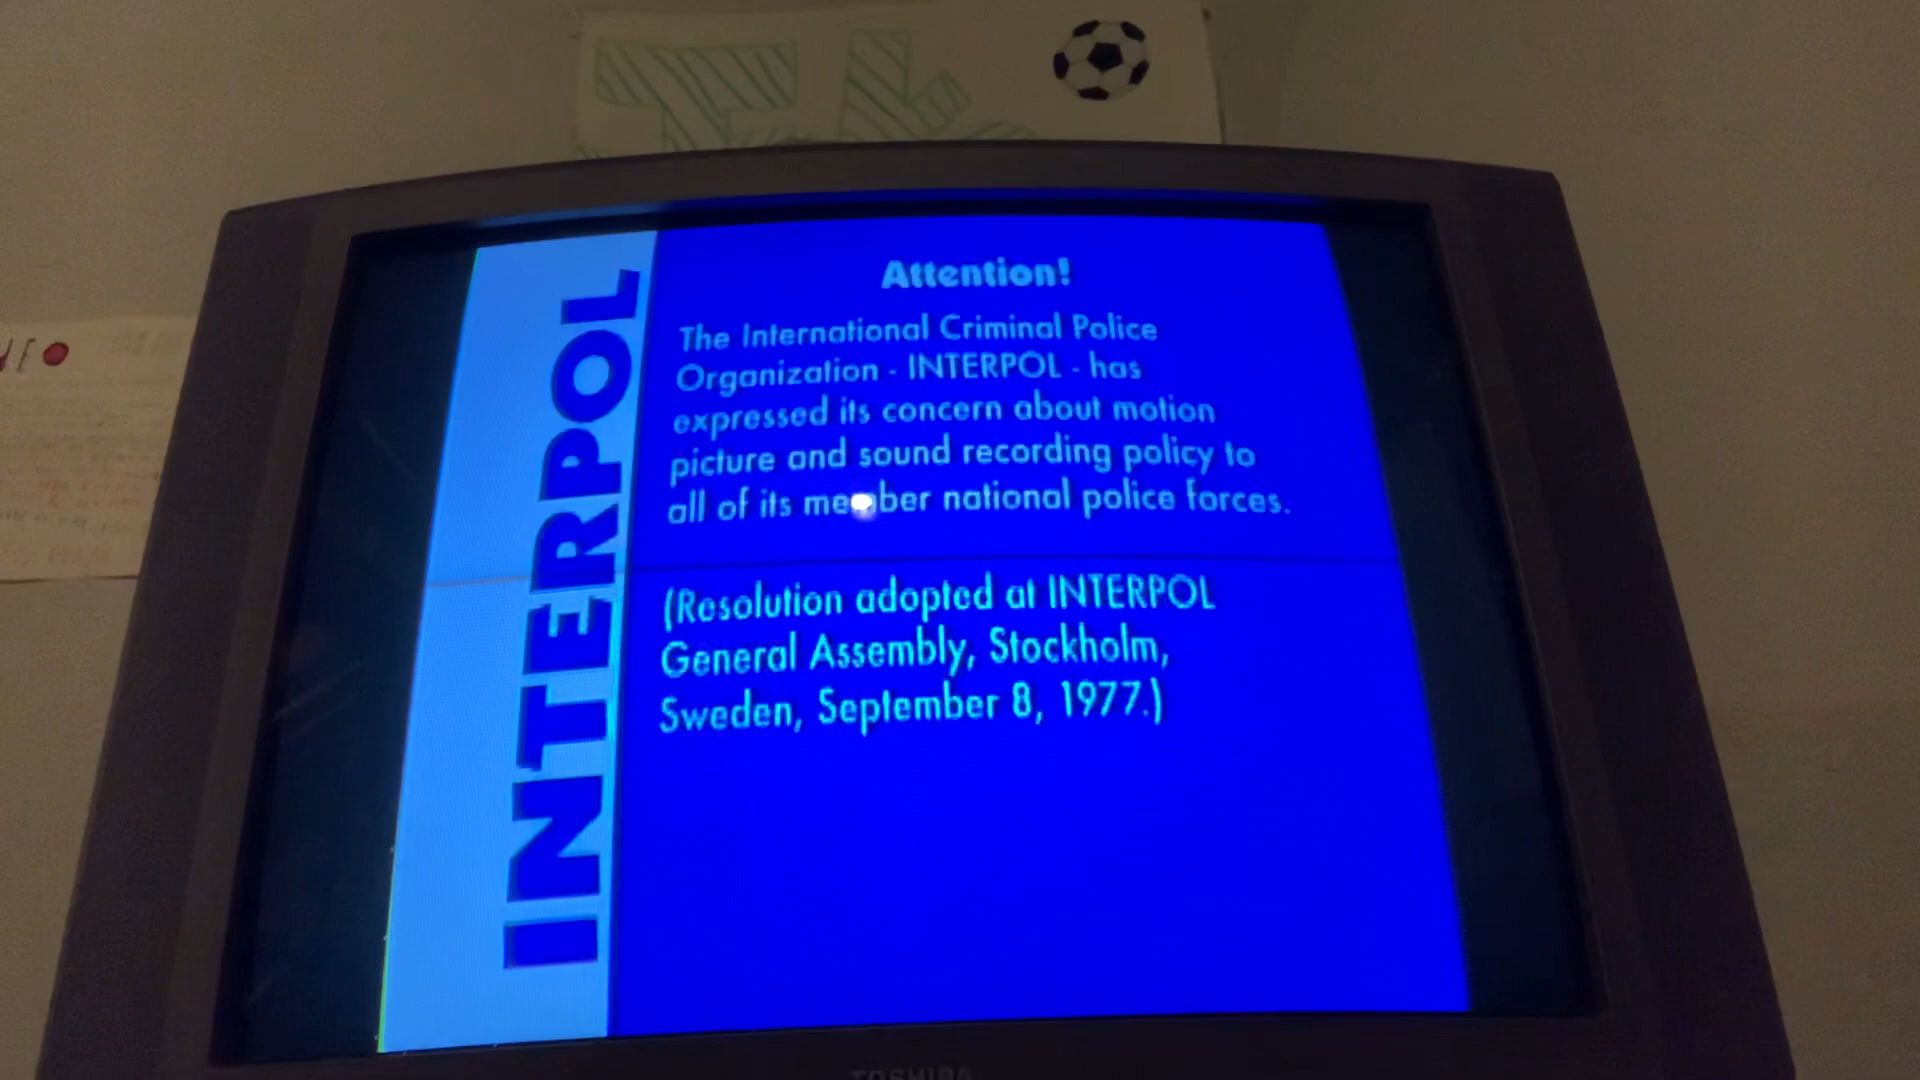 Attention!
The International Criminal Police
Organization - INTERPOL - has
expressed its concern about motion
picture and sound recording policy to
all of its member national police forces.
(Resolution adopted at INTERPOL
General Assembly, Stockholm,
Sweden, September 8, 1977.)
INTERPOL
TOSHIBA